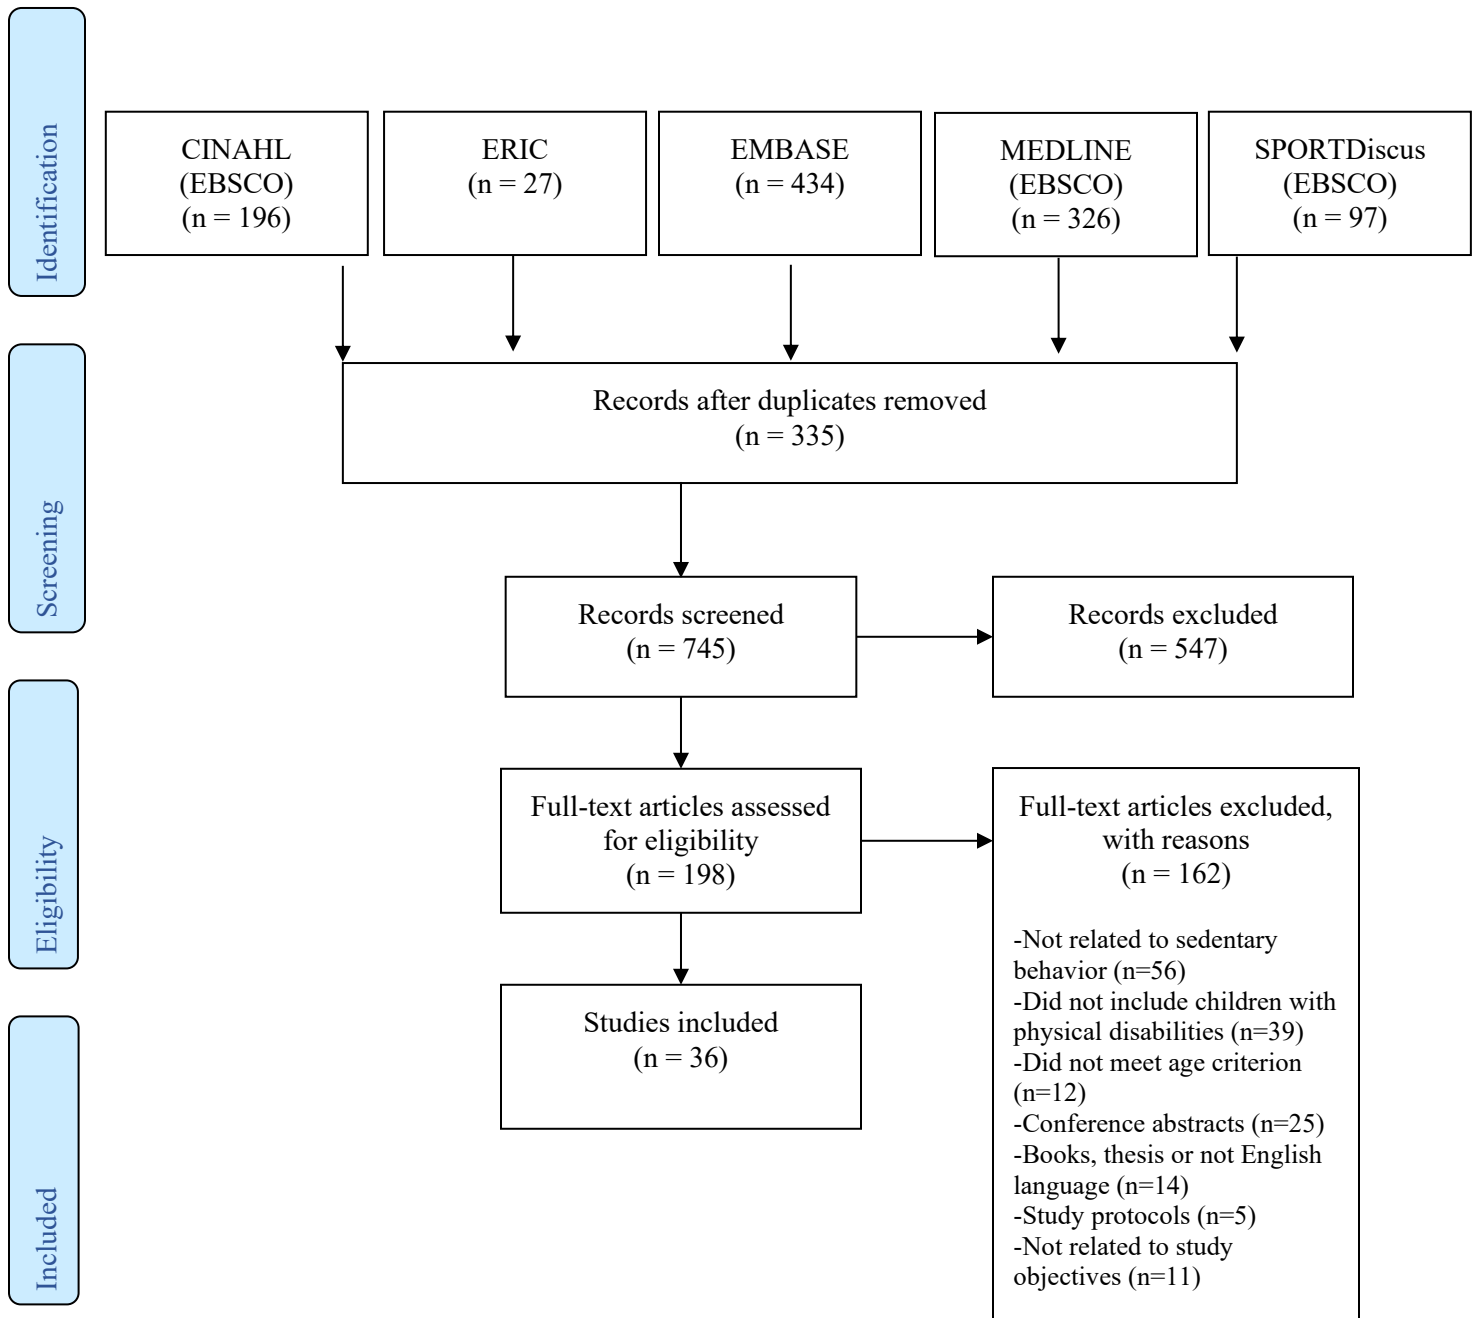 Identification
CINAHL
(EBSCO)
(n = 196)
ERIC
(n = 27)
EMBASE
(n = 434)
MEDLINE
(EBSCO)
(n = 326)
SPORTDiscus
(EBSCO)
(n = 97)
Records after duplicates removed
(n = 335)
Screening
Records screened
(n = 745)
Records excluded
(n = 547)
Eligibility
Full-text articles assessed
for eligibility
(n = 198)
Full-text articles excluded,
with reasons
(n = 162)
-Not related to sedentary
behavior (n=56)
-Did not include children with
physical disabilities (n=39)
-Did not meet age criterion
(n=12)
-Conference abstracts (n=25)
-Books, thesis or not English
language (n=14)
-Study protocols (n=5)
-Not related to study
objectives (n=11)
Included
Studies included
(n = 36)